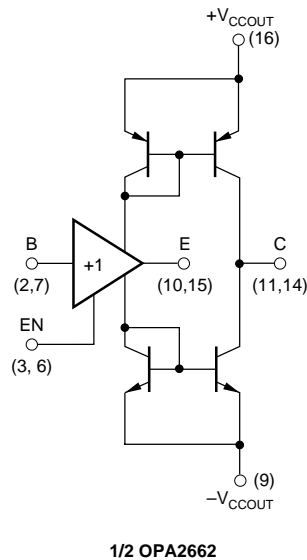 +VCCOUT
(16)
B
+1
E
C
(2,7)
(10,15)
(11,14)
EN
(3, 6)
(9)
–VCCOUT
1/2 OPA2662